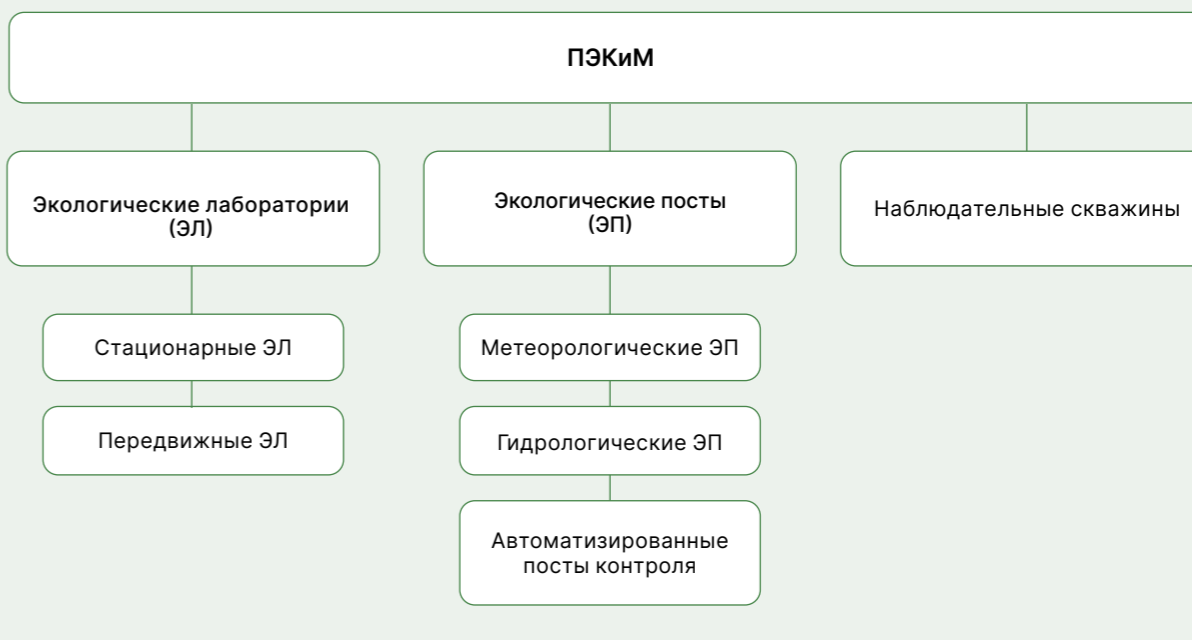 ПЭКиМ
Экологические лаборатории
(ЭЛ)
Экологические посты
(ЭП)
Наблюдательные скважины
Стационарные ЭЛ
Метеорологические ЭП
Передвижные ЭЛ
Гидрологические ЭП
Автоматизированные
посты контроля